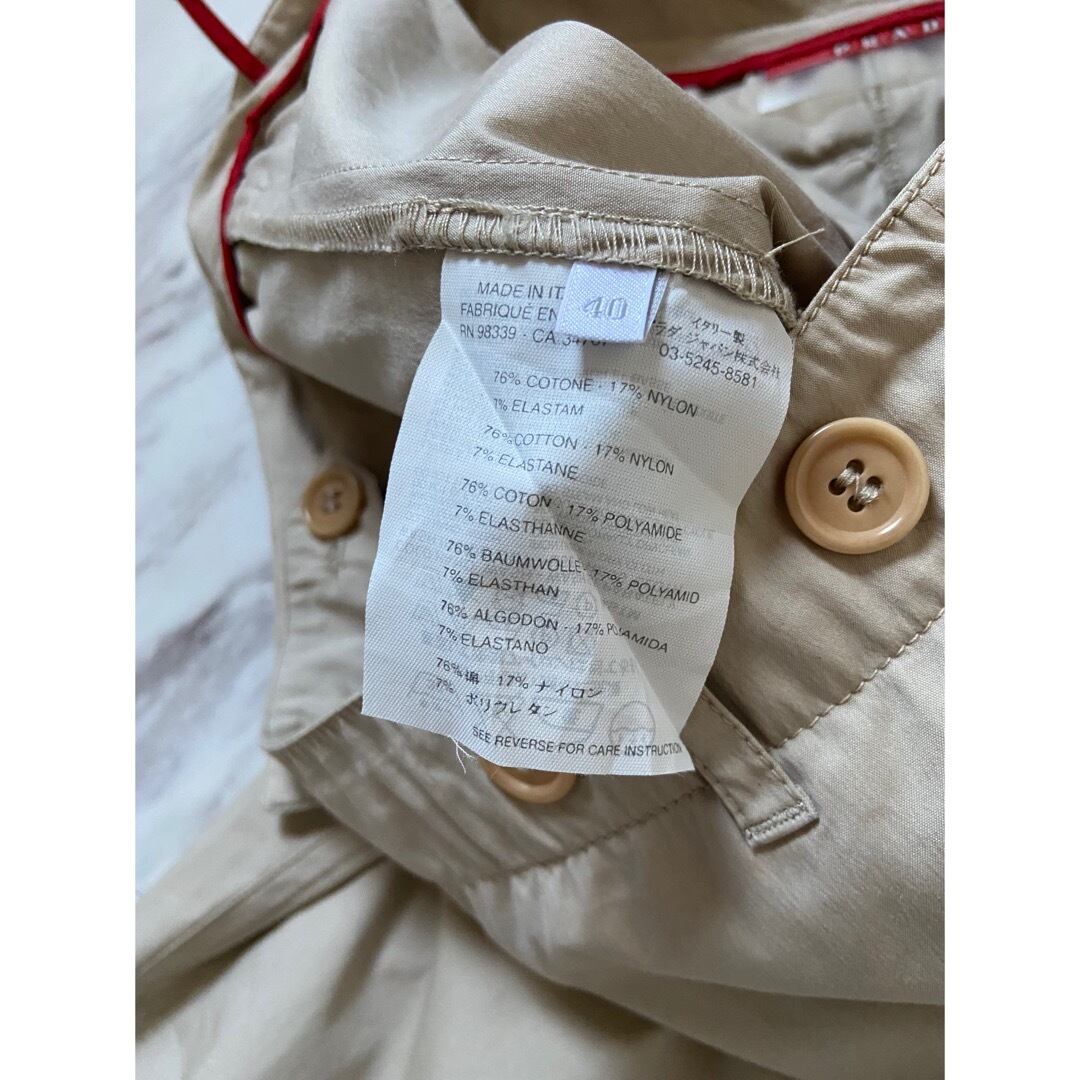 PRAD
40
MADE IN IT
FABRIQUÉ EN
RN 98339 - CA
イタリー製
ラダ・ジャパン株式会社
03-5245-8581
76% COTONE - 17% NYLON
7% ELASTAM
76% COTTON - 17% NYLON
7% ELASTANE
76% COTON - 17% POLYAMIDE
7% ELASTHANNE
76% BAUMWOLLE - 17% POLYAMID
7% ELASTHAN
76% ALGODÓN - 17% POLIAMIDA
7% ELASTANO
76% 綿 17% ナイロン
7% ポリウレタン
SEE REVERSE FOR CARE INSTRUCTION